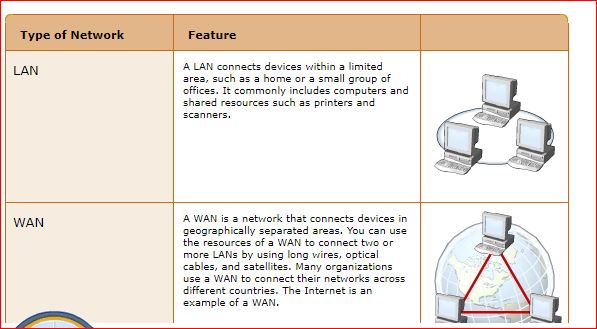 Type of Network
Feature
LAN
A LAN connects devices within a limited
area, such as a home or a small group of
offices. It commonly includes computers and
shared resources such as printers and
scanners.
WAN
A WAN is a network that connects devices in
geographically separated areas. You can use
the resources of a WAN to connect two or
more LANs by using long wires, optical
cables, and satellites. Many organizations
use a WAN to connect their networks across
different countries. The Internet is an
example of a WAN.